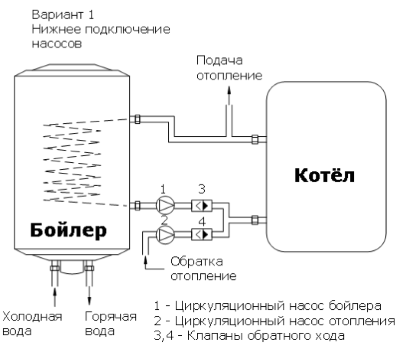 Вариант 1
Нижнее подключение
насосов
Подача
отопление
Котёл
Бойлер
1
3
2
4
Обратка
отопление
Холодная
вода
Горячая
вода
1 - Циркуляционный насос бойлера
2 - Циркуляционный насос отопления
3,4 - Клапаны обратного хода